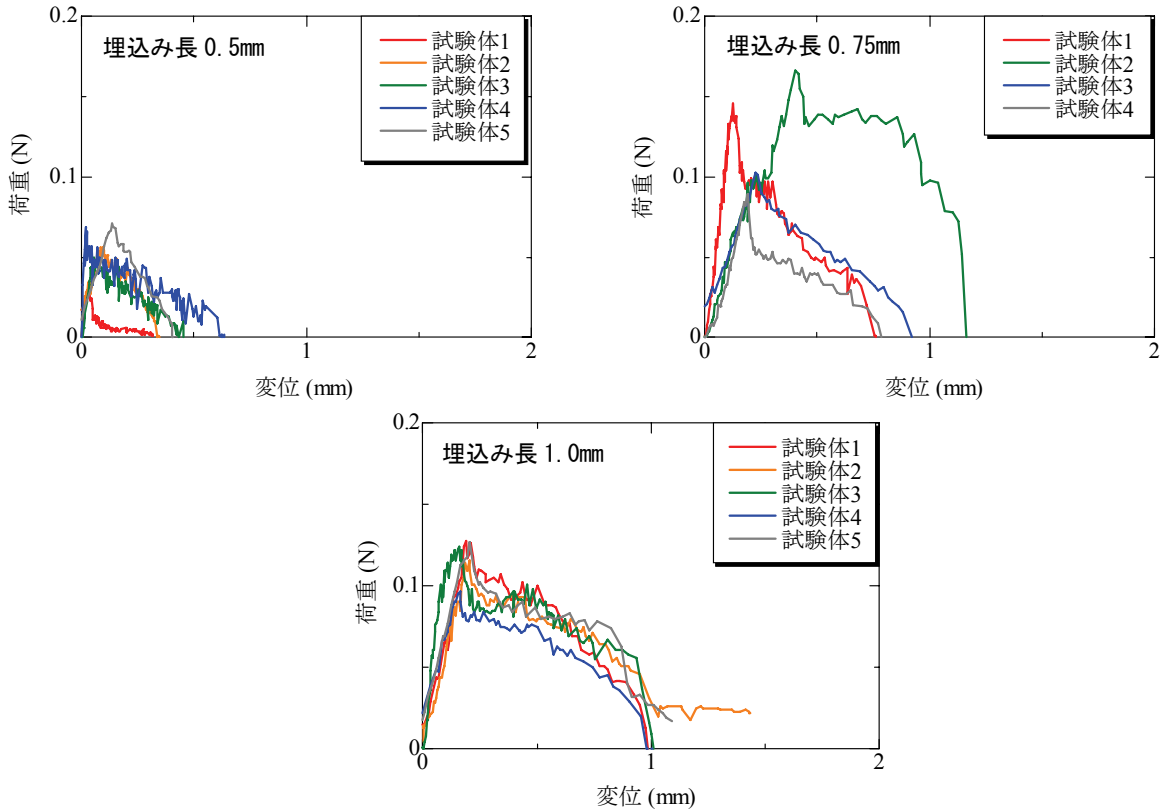 埋込み長 0.5mm
試験体1
試験体2
試験体3
試験体4
試験体5
荷重 (N)
0.2
0.1
0
0
1
2
変位 (mm)
埋込み長 0.75mm
試験体1
試験体2
試験体3
試験体4
荷重 (N)
0.2
0.1
0
0
1
2
変位 (mm)
埋込み長 1.0mm
試験体1
試験体2
試験体3
試験体4
試験体5
荷重 (N)
0.2
0.1
0
0
1
2
変位 (mm)